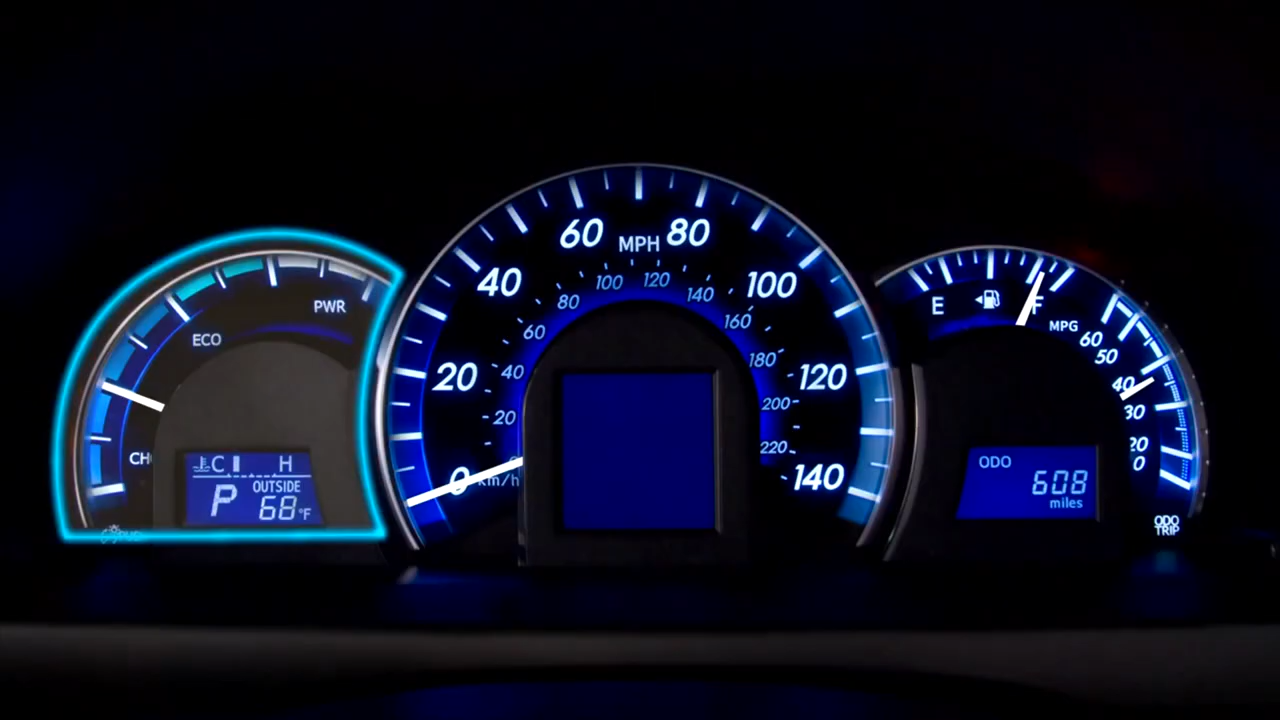 PWR
ECO
C H
P
OUTSIDE
68°F
MPH
0 20 40 60 80 100 120 140
km/h
20 40 60 80 100 120 140 160 180 200 220
E F
MPG
60
50
40
30
20
0
ODO
608
miles
ODO
TRIP